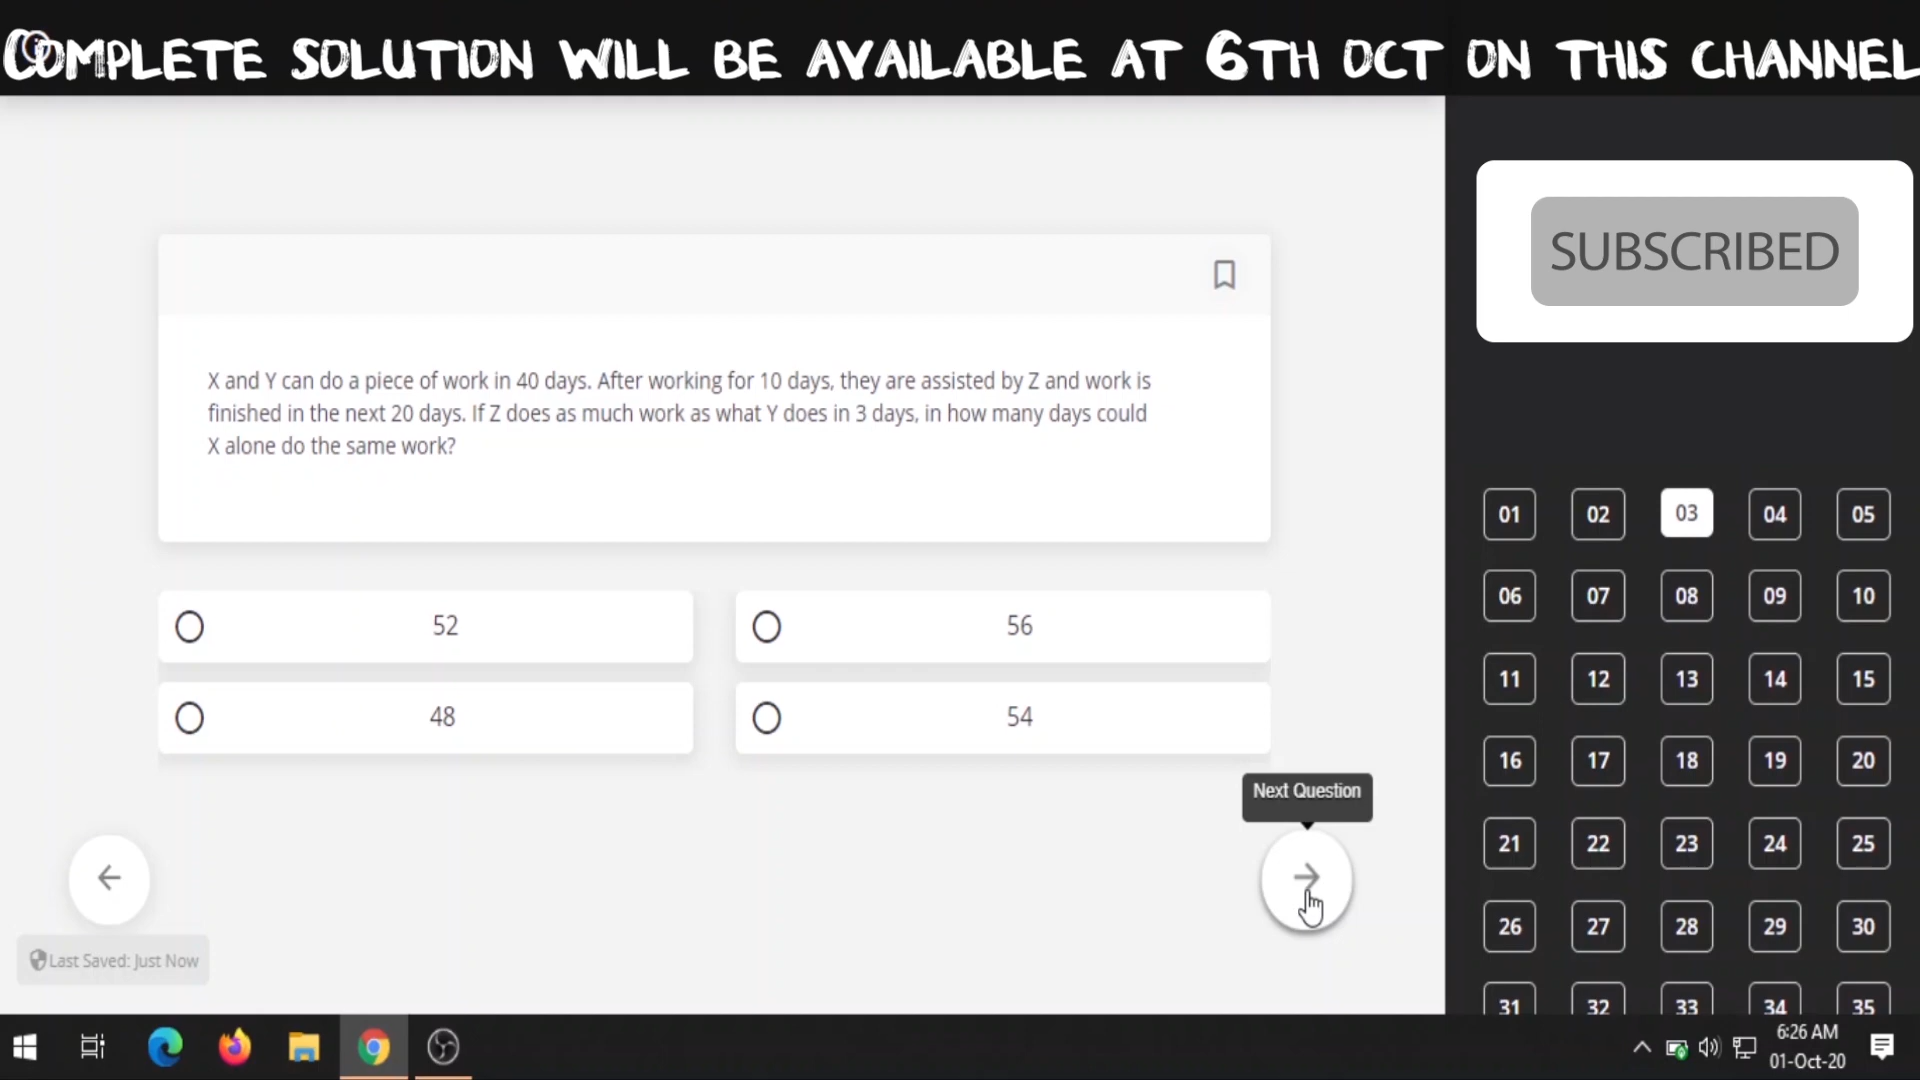 COMPLETE SOLUTION WILL BE AVAILABLE AT 6TH OCT ON THIS CHANNEL
SUBSCRIBED
X and Y can do a piece of work in 40 days. After working for 10 days, they are assisted by Z and work is
finished in the next 20 days. If Z does as much work as what Y does in 3 days, in how many days could
X alone do the same work?
52
56
48
54
Next Question
Last Saved: Just Now
01 02 03 04 05
06 07 08 09 10
11 12 13 14 15
16 17 18 19 20
21 22 23 24 25
26 27 28 29 30
31 32 33 34 35
6:26 AM
01-Oct-20